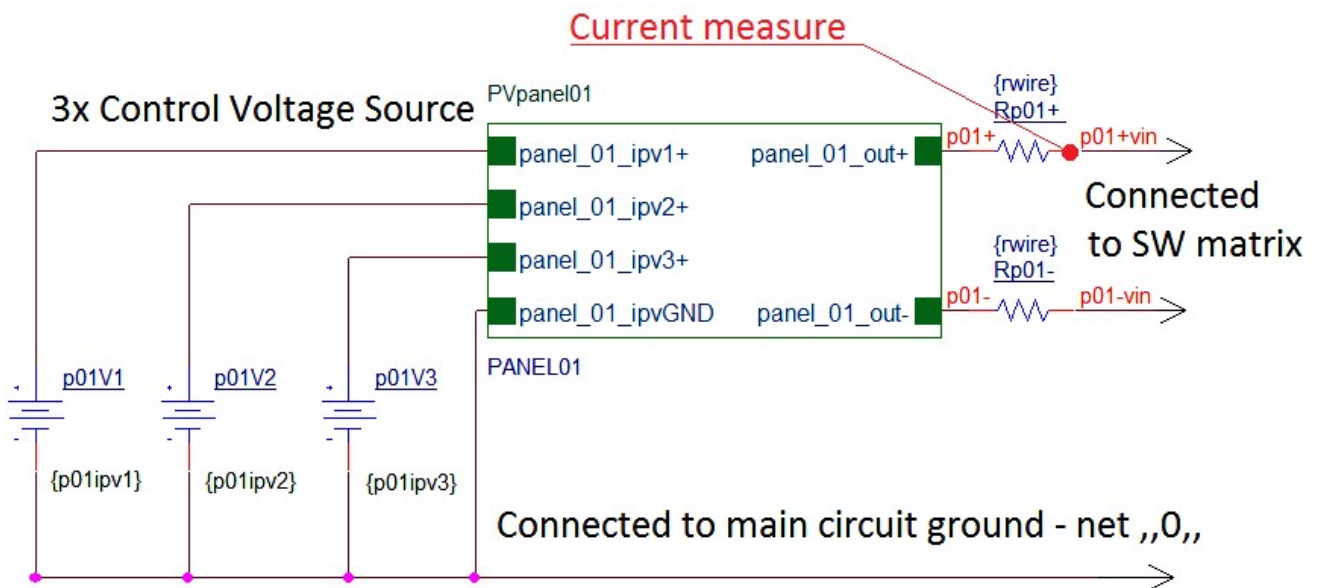 Current measure
{rwire}
PVpanel01
3x Control Voltage Source
Rp01+
p01+
p01+vin
panel_01_ipv1+
panel_01_out+
Connected
to SW matrix
panel_01_ipv2+
{rwire}
panel_01_ipv3+
Rp01-
p01-
p01-vin
panel_01_ipvGND
panel_01_out-
PANEL01
p01V1
p01V2
p01V3
+
+
+
-
-
-
{p01ipv1}
{p01ipv2}
{p01ipv3}
Connected to main circuit ground - net ,,0,,